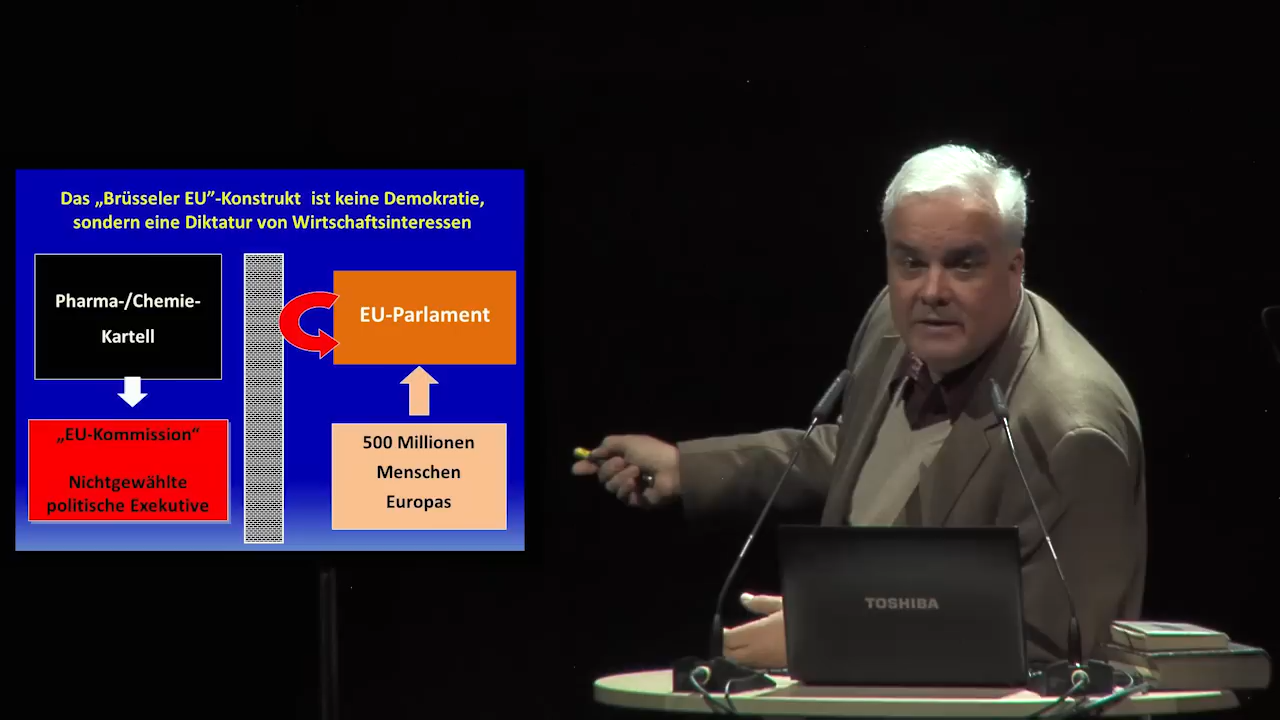 Das „Brüsseler EU”-Konstrukt ist keine Demokratie,
sondern eine Diktatur von Wirtschaftsinteressen
Pharma-/Chemie-
Kartell
EU-Parlament
„EU-Kommission“
Nichtgewählte
politische Exekutive
500 Millionen
Menschen
Europas
TOSHIBA